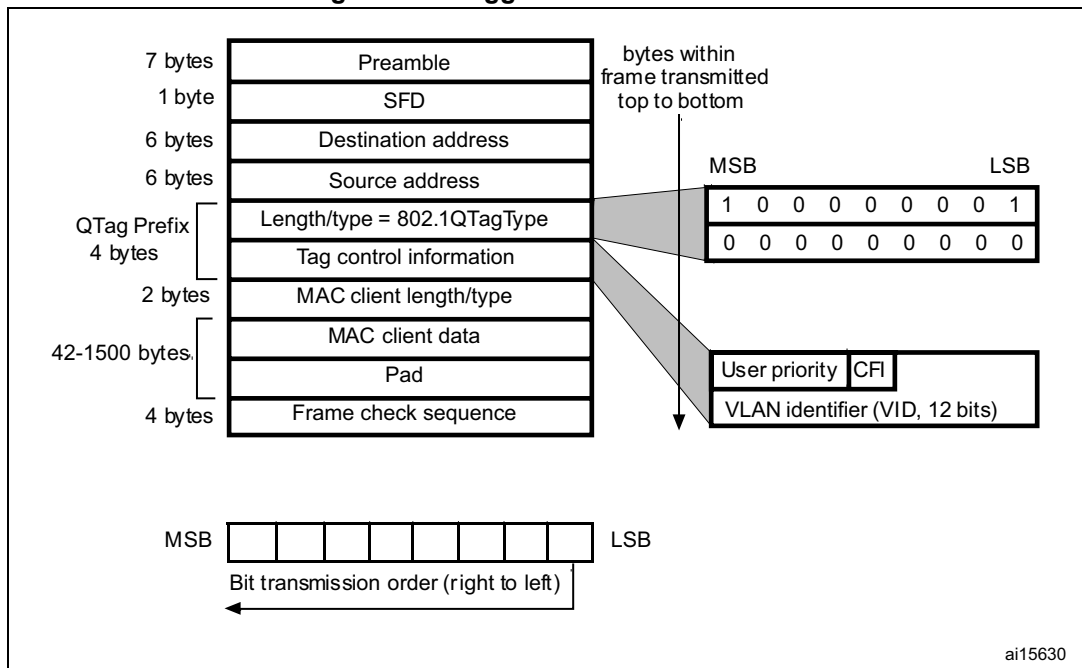 7 bytes
Preamble
1 byte
SFD
6 bytes
Destination address
6 bytes
Source address
QTag Prefix
4 bytes
Length/type = 802.1QTagType
Tag control information
2 bytes
MAC client length/type
42-1500 bytes
MAC client data
Pad
4 bytes
Frame check sequence
bytes within
frame transmitted
top to bottom
MSB LSB
1 0 0 0 0 0 0 0 1
0 0 0 0 0 0 0 0 0
User priority CFI
VLAN identifier (VID, 12 bits)
MSB LSB
Bit transmission order (right to left)
ai15630